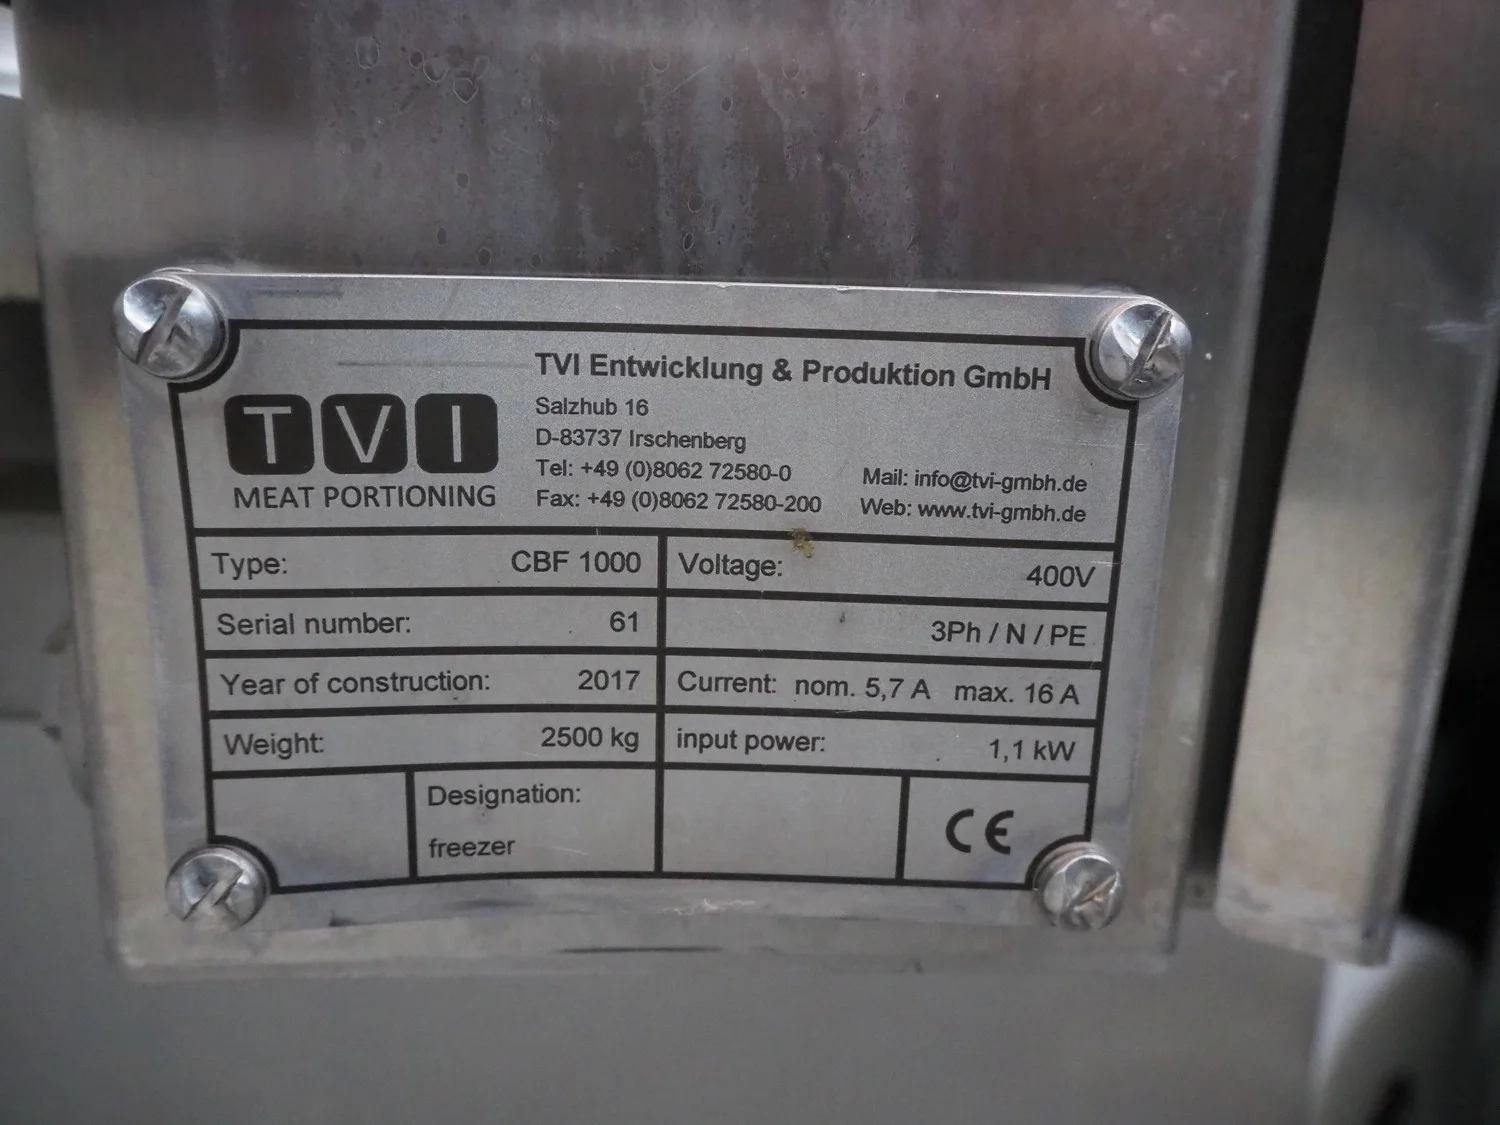 TVI
MEAT PORTIONING
TVI Entwicklung & Produktion GmbH
Salzhub 16
D-83737 Irschenberg
Tel: +49 (0)8062 72580-0
Fax: +49 (0)8062 72580-200
Mail: info@tvi-gmbh.de
Web: www.tvi-gmbh.de
Type: CBF 1000
Voltage: 400V
Serial number: 61
3Ph / N / PE
Year of construction: 2017
Current: nom. 5,7 A max. 16 A
Weight: 2500 kg
input power: 1,1 kW
Designation:
freezer
CE